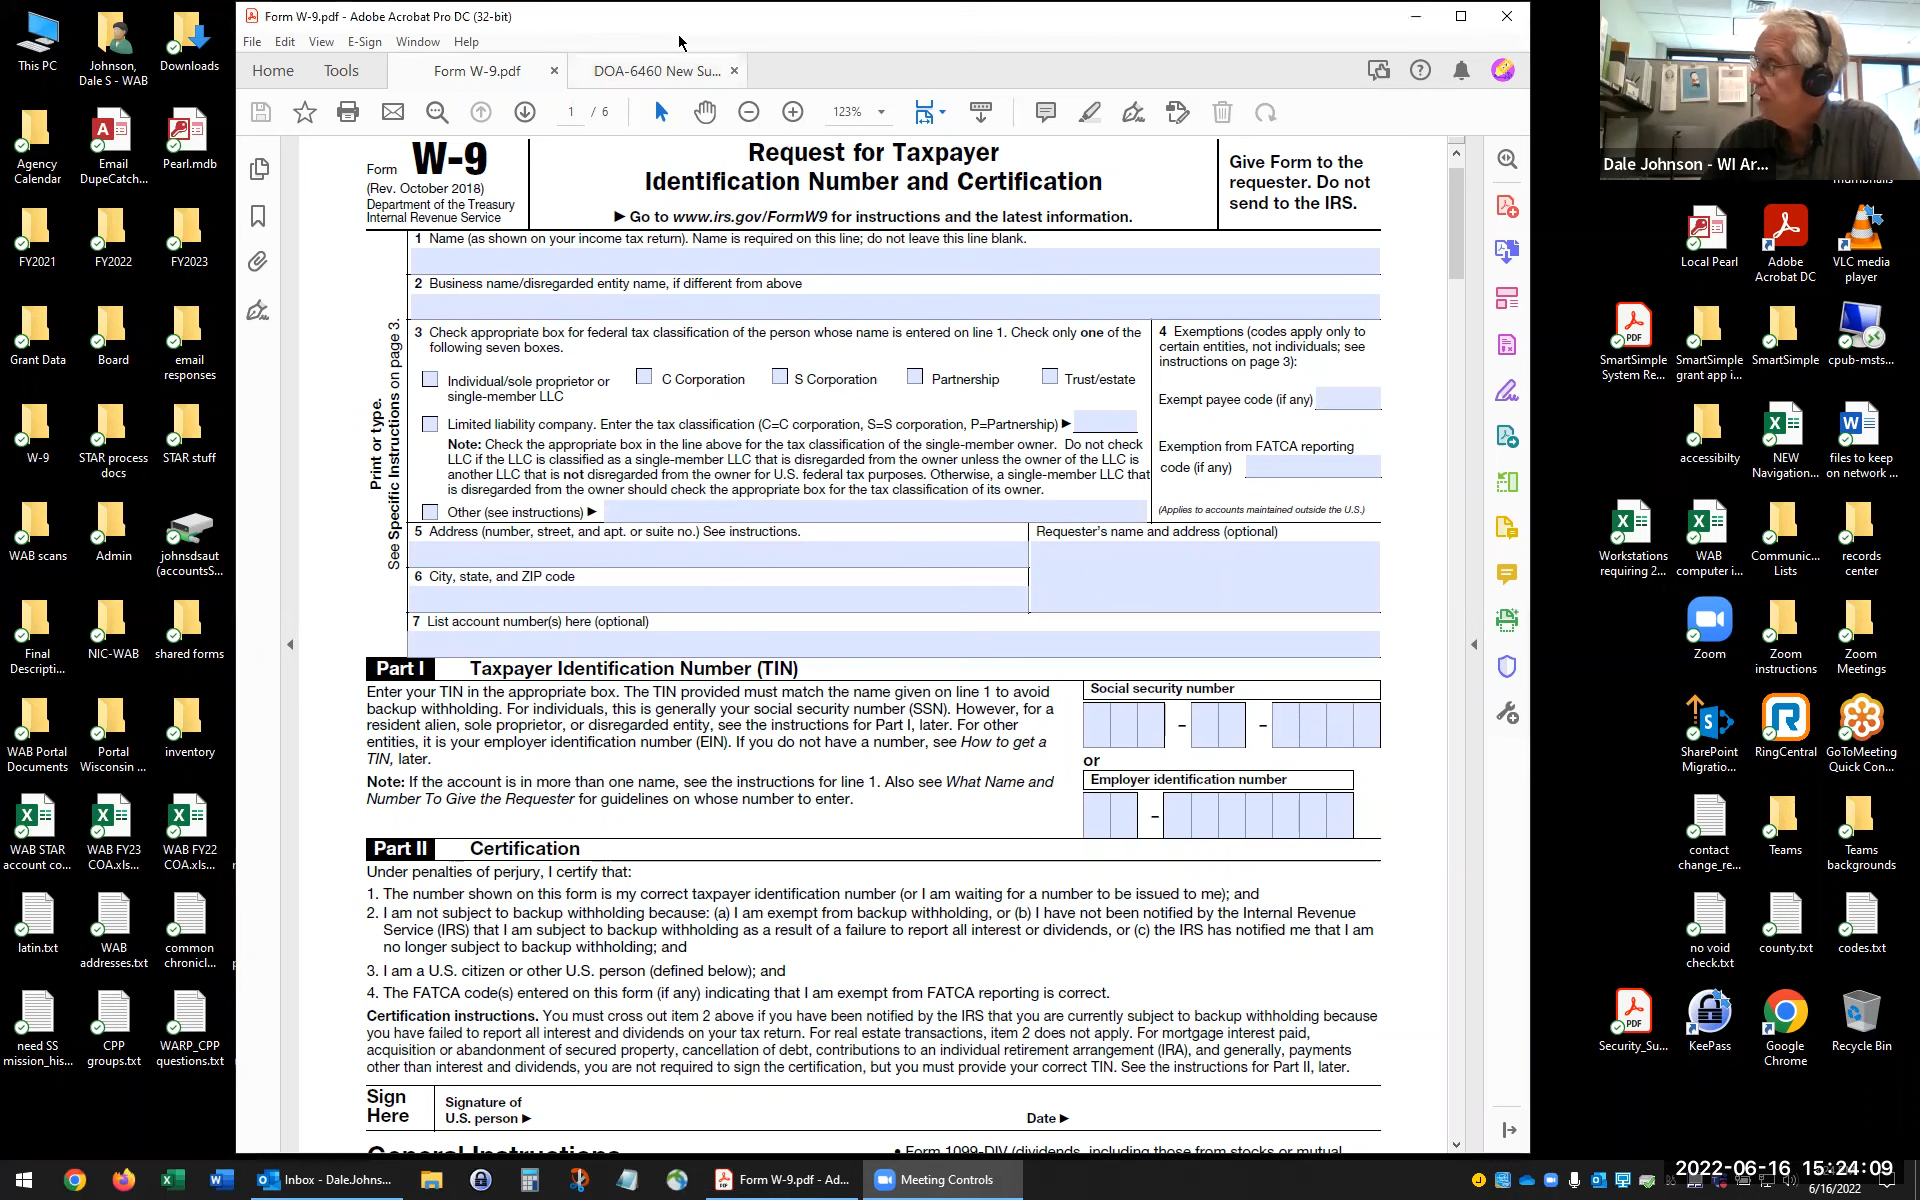 Form W-9.pdf - Adobe Acrobat Pro DC (32-bit)
File Edit View E-Sign Window Help
Home Tools Form W-9.pdf DOA-6460 New Su...
1 / 6 123%
Form W-9
(Rev. October 2018)
Department of the Treasury
Internal Revenue Service
Request for Taxpayer
Identification Number and Certification
▶ Go to www.irs.gov/FormW9 for instructions and the latest information.
Give Form to the
requester. Do not
send to the IRS.
Print or type.
See Specific Instructions on page 3.
1 Name (as shown on your income tax return). Name is required on this line; do not leave this line blank.
2 Business name/disregarded entity name, if different from above
3 Check appropriate box for federal tax classification of the person whose name is entered on line 1. Check only one of the
following seven boxes.
Individual/sole proprietor or
single-member LLC
C Corporation
S Corporation
Partnership
Trust/estate
Limited liability company. Enter the tax classification (C=C corporation, S=S corporation, P=Partnership) ▶
Note: Check the appropriate box in the line above for the tax classification of the single-member owner. Do not check
LLC if the LLC is classified as a single-member LLC that is disregarded from the owner unless the owner of the LLC is
another LLC that is not disregarded from the owner for U.S. federal tax purposes. Otherwise, a single-member LLC that
is disregarded from the owner should check the appropriate box for the tax classification of its owner.
Other (see instructions) ▶
4 Exemptions (codes apply only to
certain entities, not individuals; see
instructions on page 3):
Exempt payee code (if any)
Exemption from FATCA reporting
code (if any)
(Applies to accounts maintained outside the U.S.)
5 Address (number, street, and apt. or suite no.) See instructions.
Requester's name and address (optional)
6 City, state, and ZIP code
7 List account number(s) here (optional)
Part I Taxpayer Identification Number (TIN)
Enter your TIN in the appropriate box. The TIN provided must match the name given on line 1 to avoid
backup withholding. For individuals, this is generally your social security number (SSN). However, for a
resident alien, sole proprietor, or disregarded entity, see the instructions for Part I, later. For other
entities, it is your employer identification number (EIN). If you do not have a number, see How to get a
TIN, later.
Note: If the account is in more than one name, see the instructions for line 1. Also see What Name and
Number To Give the Requester for guidelines on whose number to enter.
Social security number
– –
or
Employer identification number
–
Part II Certification
Under penalties of perjury, I certify that:
1. The number shown on this form is my correct taxpayer identification number (or I am waiting for a number to be issued to me); and
2. I am not subject to backup withholding because: (a) I am exempt from backup withholding, or (b) I have not been notified by the Internal Revenue
Service (IRS) that I am subject to backup withholding as a result of a failure to report all interest or dividends, or (c) the IRS has notified me that I am
no longer subject to backup withholding; and
3. I am a U.S. citizen or other U.S. person (defined below); and
4. The FATCA code(s) entered on this form (if any) indicating that I am exempt from FATCA reporting is correct.
Certification instructions. You must cross out item 2 above if you have been notified by the IRS that you are currently subject to backup withholding because
you have failed to report all interest and dividends on your tax return. For real estate transactions, item 2 does not apply. For mortgage interest paid,
acquisition or abandonment of secured property, cancellation of debt, contributions to an individual retirement arrangement (IRA), and generally, payments
other than interest and dividends, you are not required to sign the certification, but you must provide your correct TIN. See the instructions for Part II, later.
Sign
Here
Signature of
U.S. person ▶
Date ▶
General Instructions
• Form 1099-DIV (dividends, including those from stocks or mutual
This PC
Johnson,
Dale S - WAB
Downloads
Agency
Calendar
Email
DupeCatch...
Pearl.mdb
FY2021
FY2022
FY2023
Grant Data
Board
email
responses
W-9
STAR process
docs
STAR stuff
WAB scans
Admin
johnsdsaut
(accountsS...
Final
Descripti...
NIC-WAB
shared forms
WAB Portal
Documents
Portal
Wisconsin ...
inventory
WAB STAR
account co...
WAB FY23
COA.xls...
WAB FY22
COA.xls...
latin.txt
WAB
addresses.txt
common
chronicl...
need SS
mission_his...
CPP
groups.txt
WARP_CPP
questions.txt
Dale Johnson - WI Ar...
Local Pearl
Adobe
Acrobat DC
VLC media
player
SmartSimple
System Re...
SmartSimple
grant app i...
SmartSimple
cpub-msts...
accessibilty
NEW
Navigation...
files to keep
on network ...
Workstations
requiring 2...
WAB
computer i...
Communic...
Lists
records
center
Zoom
Zoom
instructions
Zoom
Meetings
SharePoint
Migratio...
RingCentral
GoToMeeting
Quick Con...
contact
change_re...
Teams
Teams
backgrounds
no void
check.txt
county.txt
codes.txt
Security_Su...
KeePass
Google
Chrome
Recycle Bin
Inbox - DaleJohns...
Form W-9.pdf - Ad...
Meeting Controls
2022-06-16 15:24:09
6/16/2022